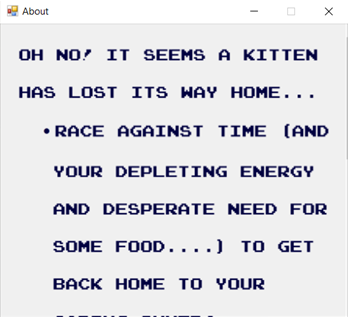 About
OH NO! IT SEEMS A KITTEN
HAS LOST ITS WAY HOME...
•RACE AGAINST TIME (AND
YOUR DEPLETING ENERGY
AND DESPERATE NEED FOR
SOME FOOD....) TO GET
BACK HOME TO YOUR